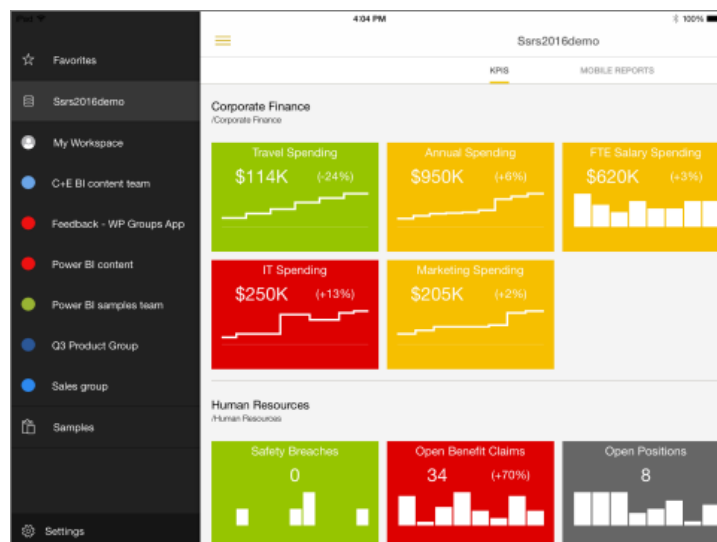 iPad
4:04 PM
100%
Favorites
Ssrs2016demo
My Workspace
C+E BI content team
Feedback - WP Groups App
Power BI content
Power BI samples team
Q3 Product Group
Sales group
Samples
Settings
Ssrs2016demo
KPIS
MOBILE REPORTS
Corporate Finance
/Corporate Finance
Travel Spending
$114K (-24%)
Annual Spending
$950K (+6%)
FTE Salary Spending
$620K (+3%)
IT Spending
$250K (+13%)
Marketing Spending
$205K (+2%)
Human Resources
/Human Resources
Safety Breaches
0
Open Benefit Claims
34 (+70%)
Open Positions
8